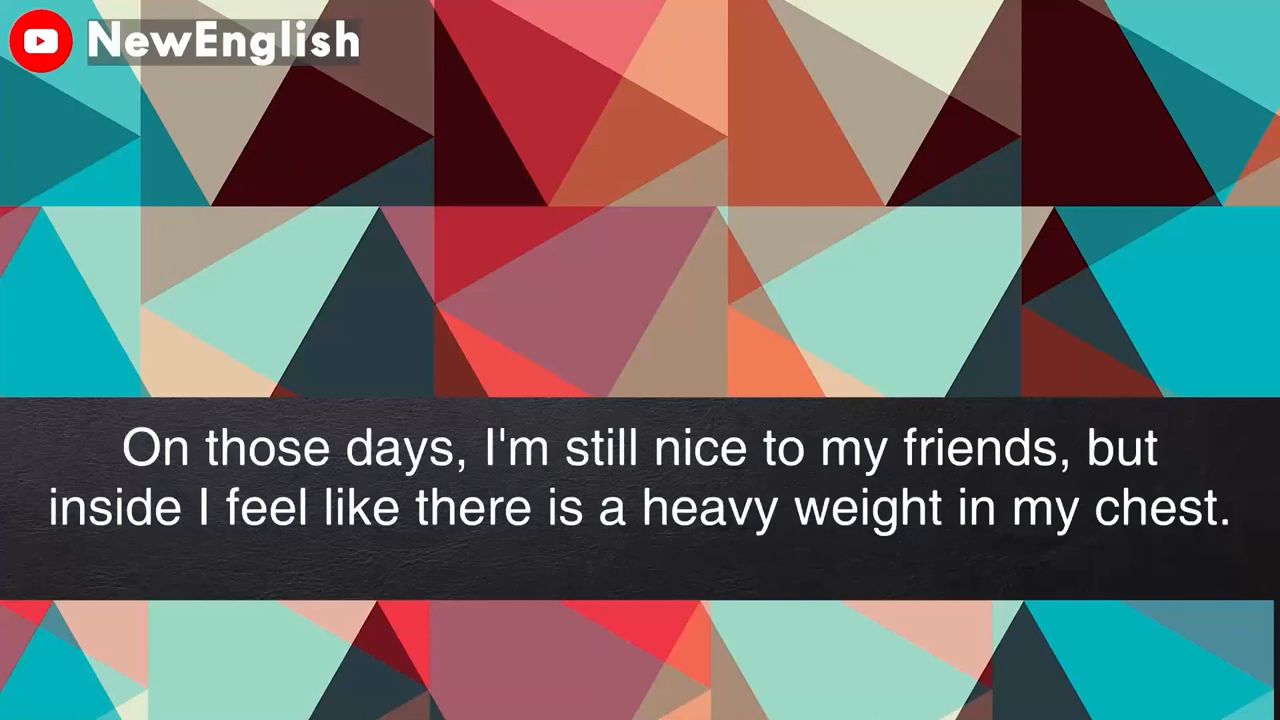 NewEnglish
On those days, I'm still nice to my friends, but
inside I feel like there is a heavy weight in my chest.